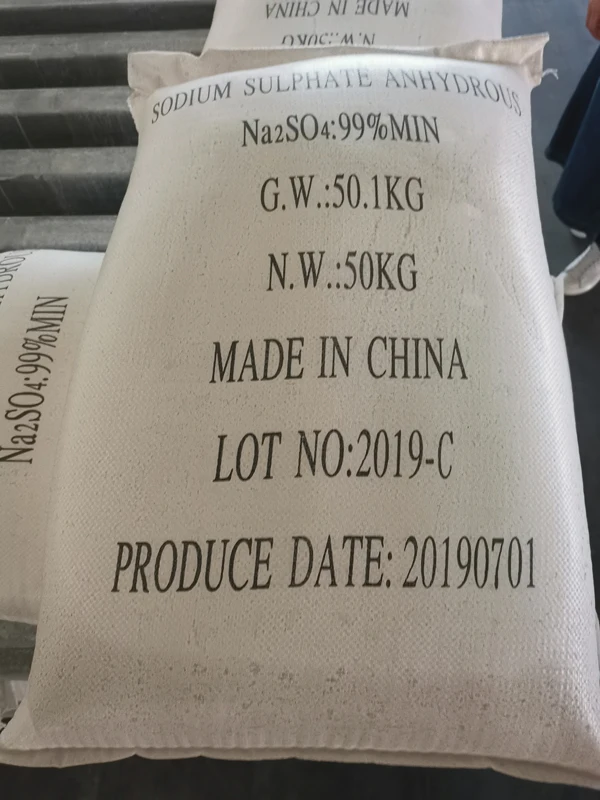 MADE IN CHINA
SODIUM SULPHATE ANHYDROUS
Na2SO4:99%MIN
G.W.:50.1KG
N.W.:50KG
MADE IN CHINA
LOT NO:2019-C
PRODUCE DATE: 20190701
Na2SO4:99%MIN